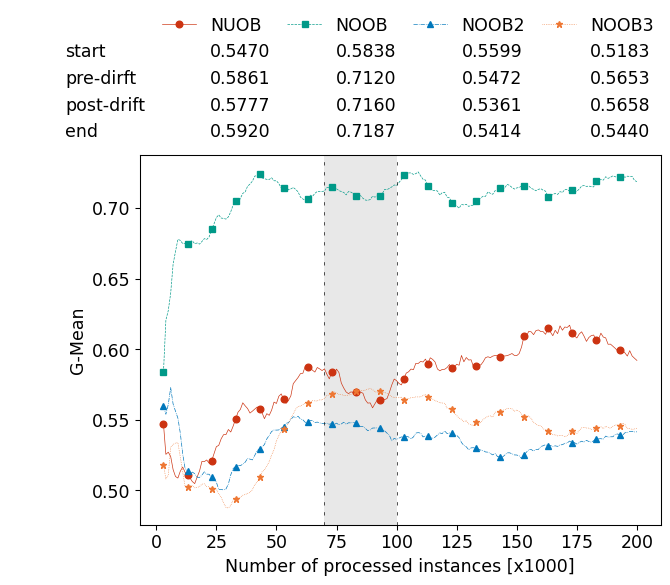 NUOB NOOB NOOB2 NOOB3
start 0.5470 0.5838 0.5599 0.5183
pre-dirft 0.5861 0.7120 0.5472 0.5653
post-drift 0.5777 0.7160 0.5361 0.5658
end 0.5920 0.7187 0.5414 0.5440
0.70
0.65
0.60
0.55
0.50
G-Mean
0 25 50 75 100 125 150 175 200
Number of processed instances [x1000]